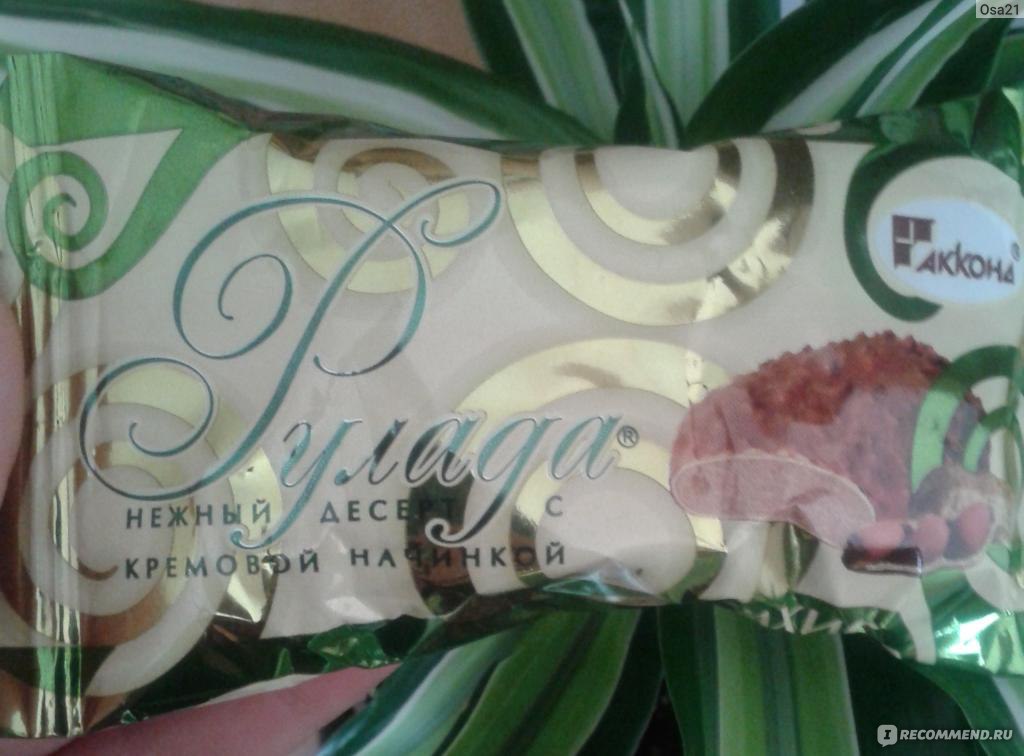 Osa21
Акконд®
Рулада®
НЕЖНЫЙ ДЕСЕРТ С
КРЕМОВОЙ НАЧИНКОЙ
IRECOMMEND.RU